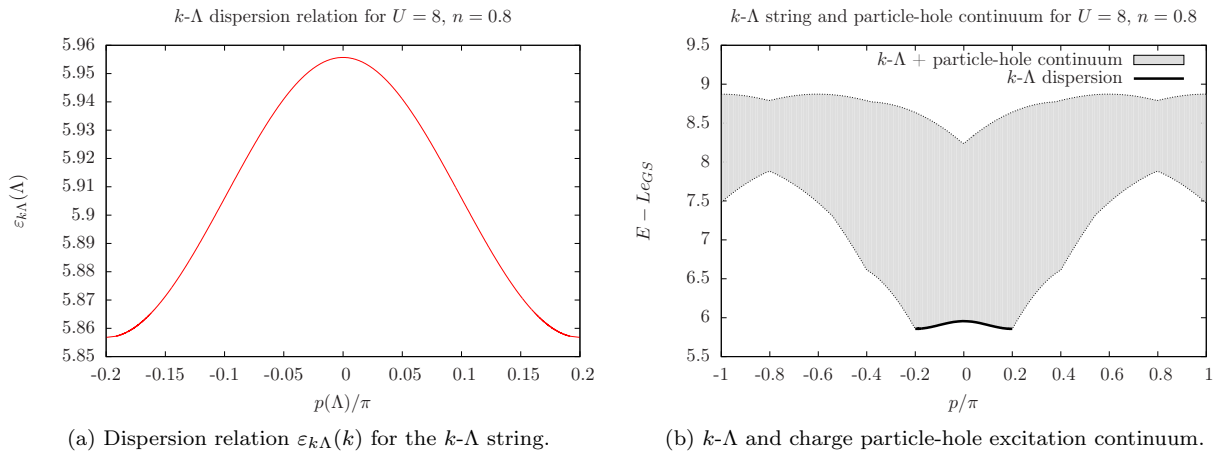 k-Λ dispersion relation for U = 8, n = 0.8
5.96
5.95
5.94
5.93
5.92
5.91
5.9
5.89
5.88
5.87
5.86
5.85
ε_{kΛ}(Λ)
-0.2 -0.15 -0.1 -0.05 0 0.05 0.1 0.15 0.2
p(Λ)/π
(a) Dispersion relation ε_{kΛ}(k) for the k-Λ string.
k-Λ string and particle-hole continuum for U = 8, n = 0.8
k-Λ + particle-hole continuum
k-Λ dispersion
9.5
9
8.5
8
7.5
7
6.5
6
5.5
E − Le_{GS}
-1 -0.8 -0.6 -0.4 -0.2 0 0.2 0.4 0.6 0.8 1
p/π
(b) k-Λ and charge particle-hole excitation continuum.